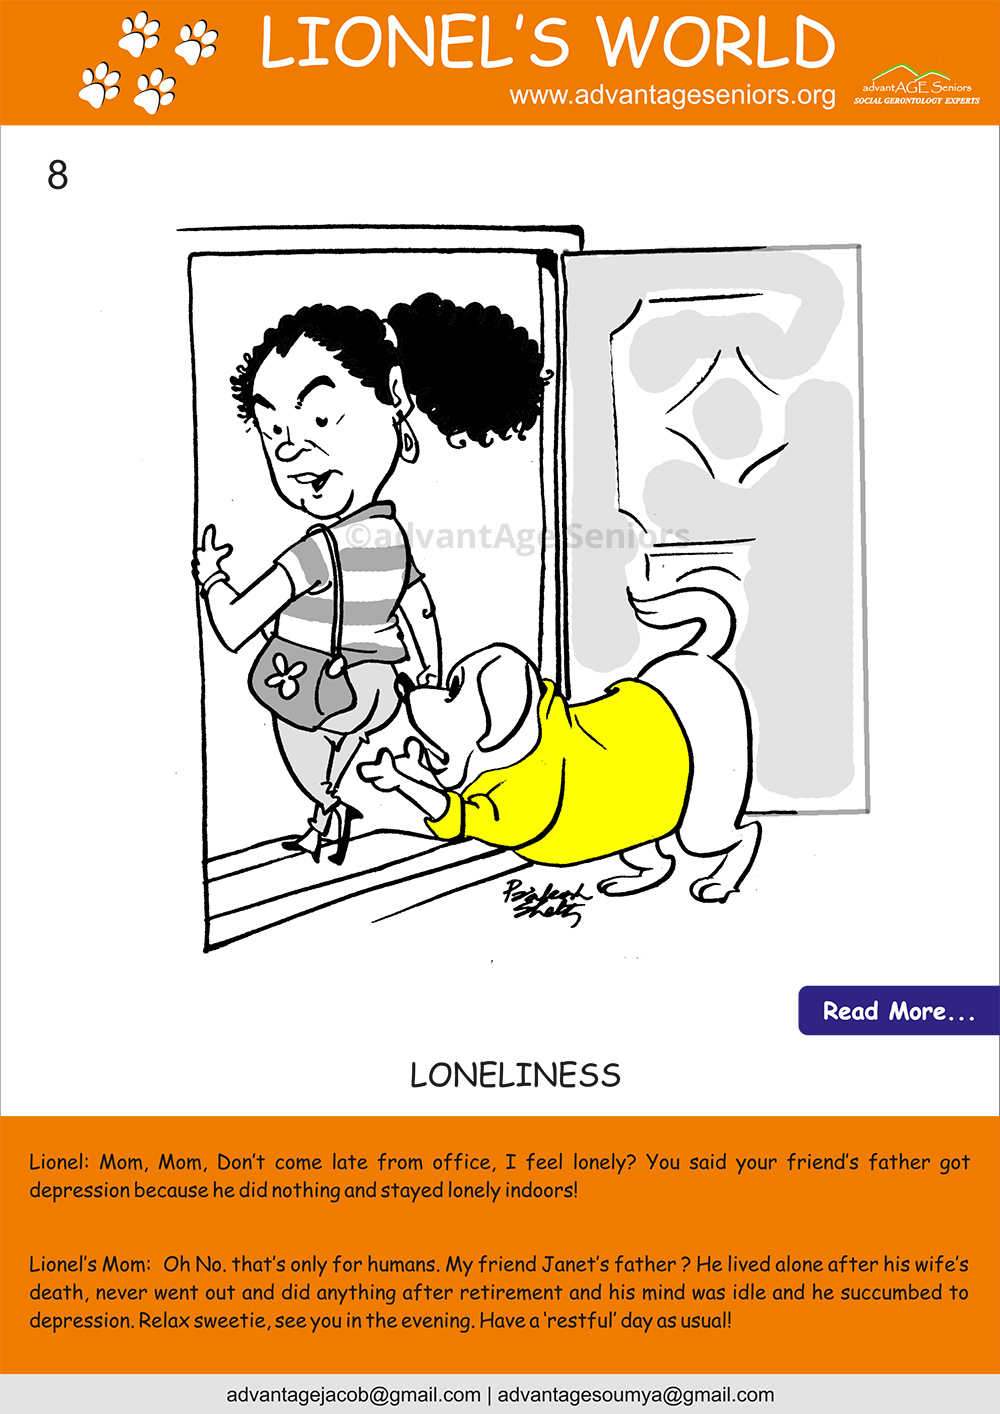 LIONEL'S WORLD
www.advantageseniors.org
advantAGE Seniors
SOCIAL GERONTOLOGY EXPERTS
8
©advantAge Seniors
Prakash
Shetty
Read More...
LONELINESS
Lionel: Mom, Mom, Don't come late from office, I feel lonely? You said your friend's father got
depression because he did nothing and stayed lonely indoors!
Lionel's Mom: Oh No. that's only for humans. My friend Janet's father ? He lived alone after his wife's
death, never went out and did anything after retirement and his mind was idle and he succumbed to
depression. Relax sweetie, see you in the evening. Have a 'restful' day as usual!
advantagejacob@gmail.com | advantagesoumya@gmail.com